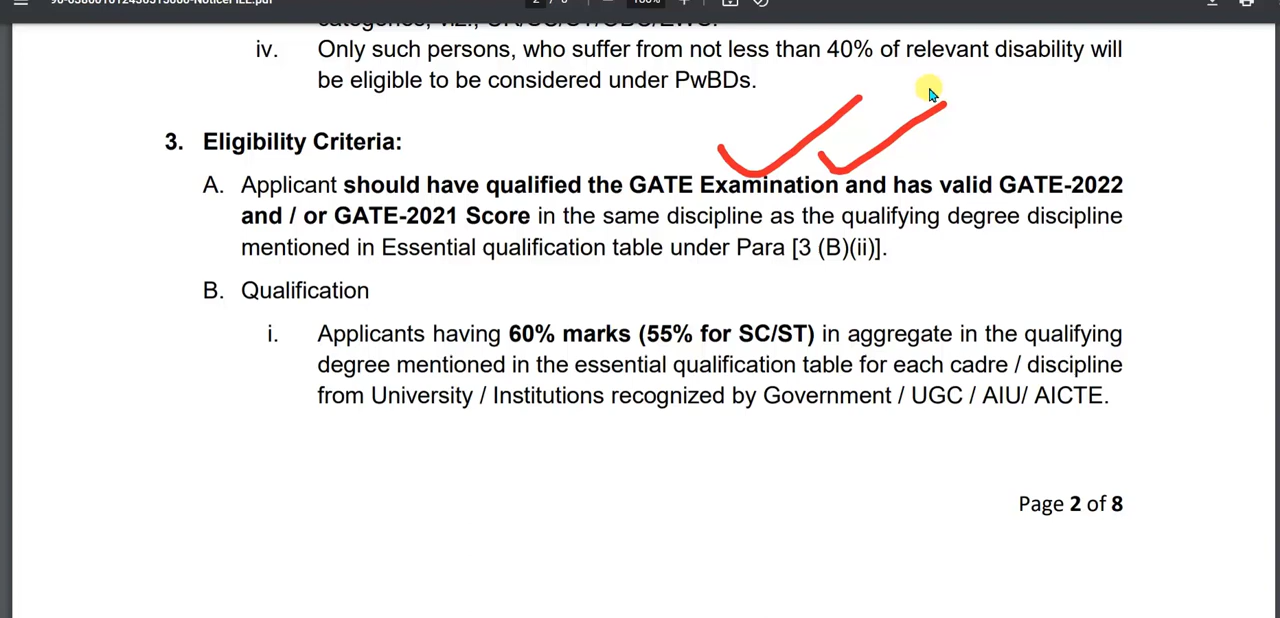 2 / 8
iv. Only such persons, who suffer from not less than 40% of relevant disability will
be eligible to be considered under PwBDs.
3. Eligibility Criteria:
A. Applicant should have qualified the GATE Examination and has valid GATE-2022
and / or GATE-2021 Score in the same discipline as the qualifying degree discipline
mentioned in Essential qualification table under Para [3 (B)(ii)].
B. Qualification
i. Applicants having 60% marks (55% for SC/ST) in aggregate in the qualifying
degree mentioned in the essential qualification table for each cadre / discipline
from University / Institutions recognized by Government / UGC / AIU/ AICTE.
Page 2 of 8